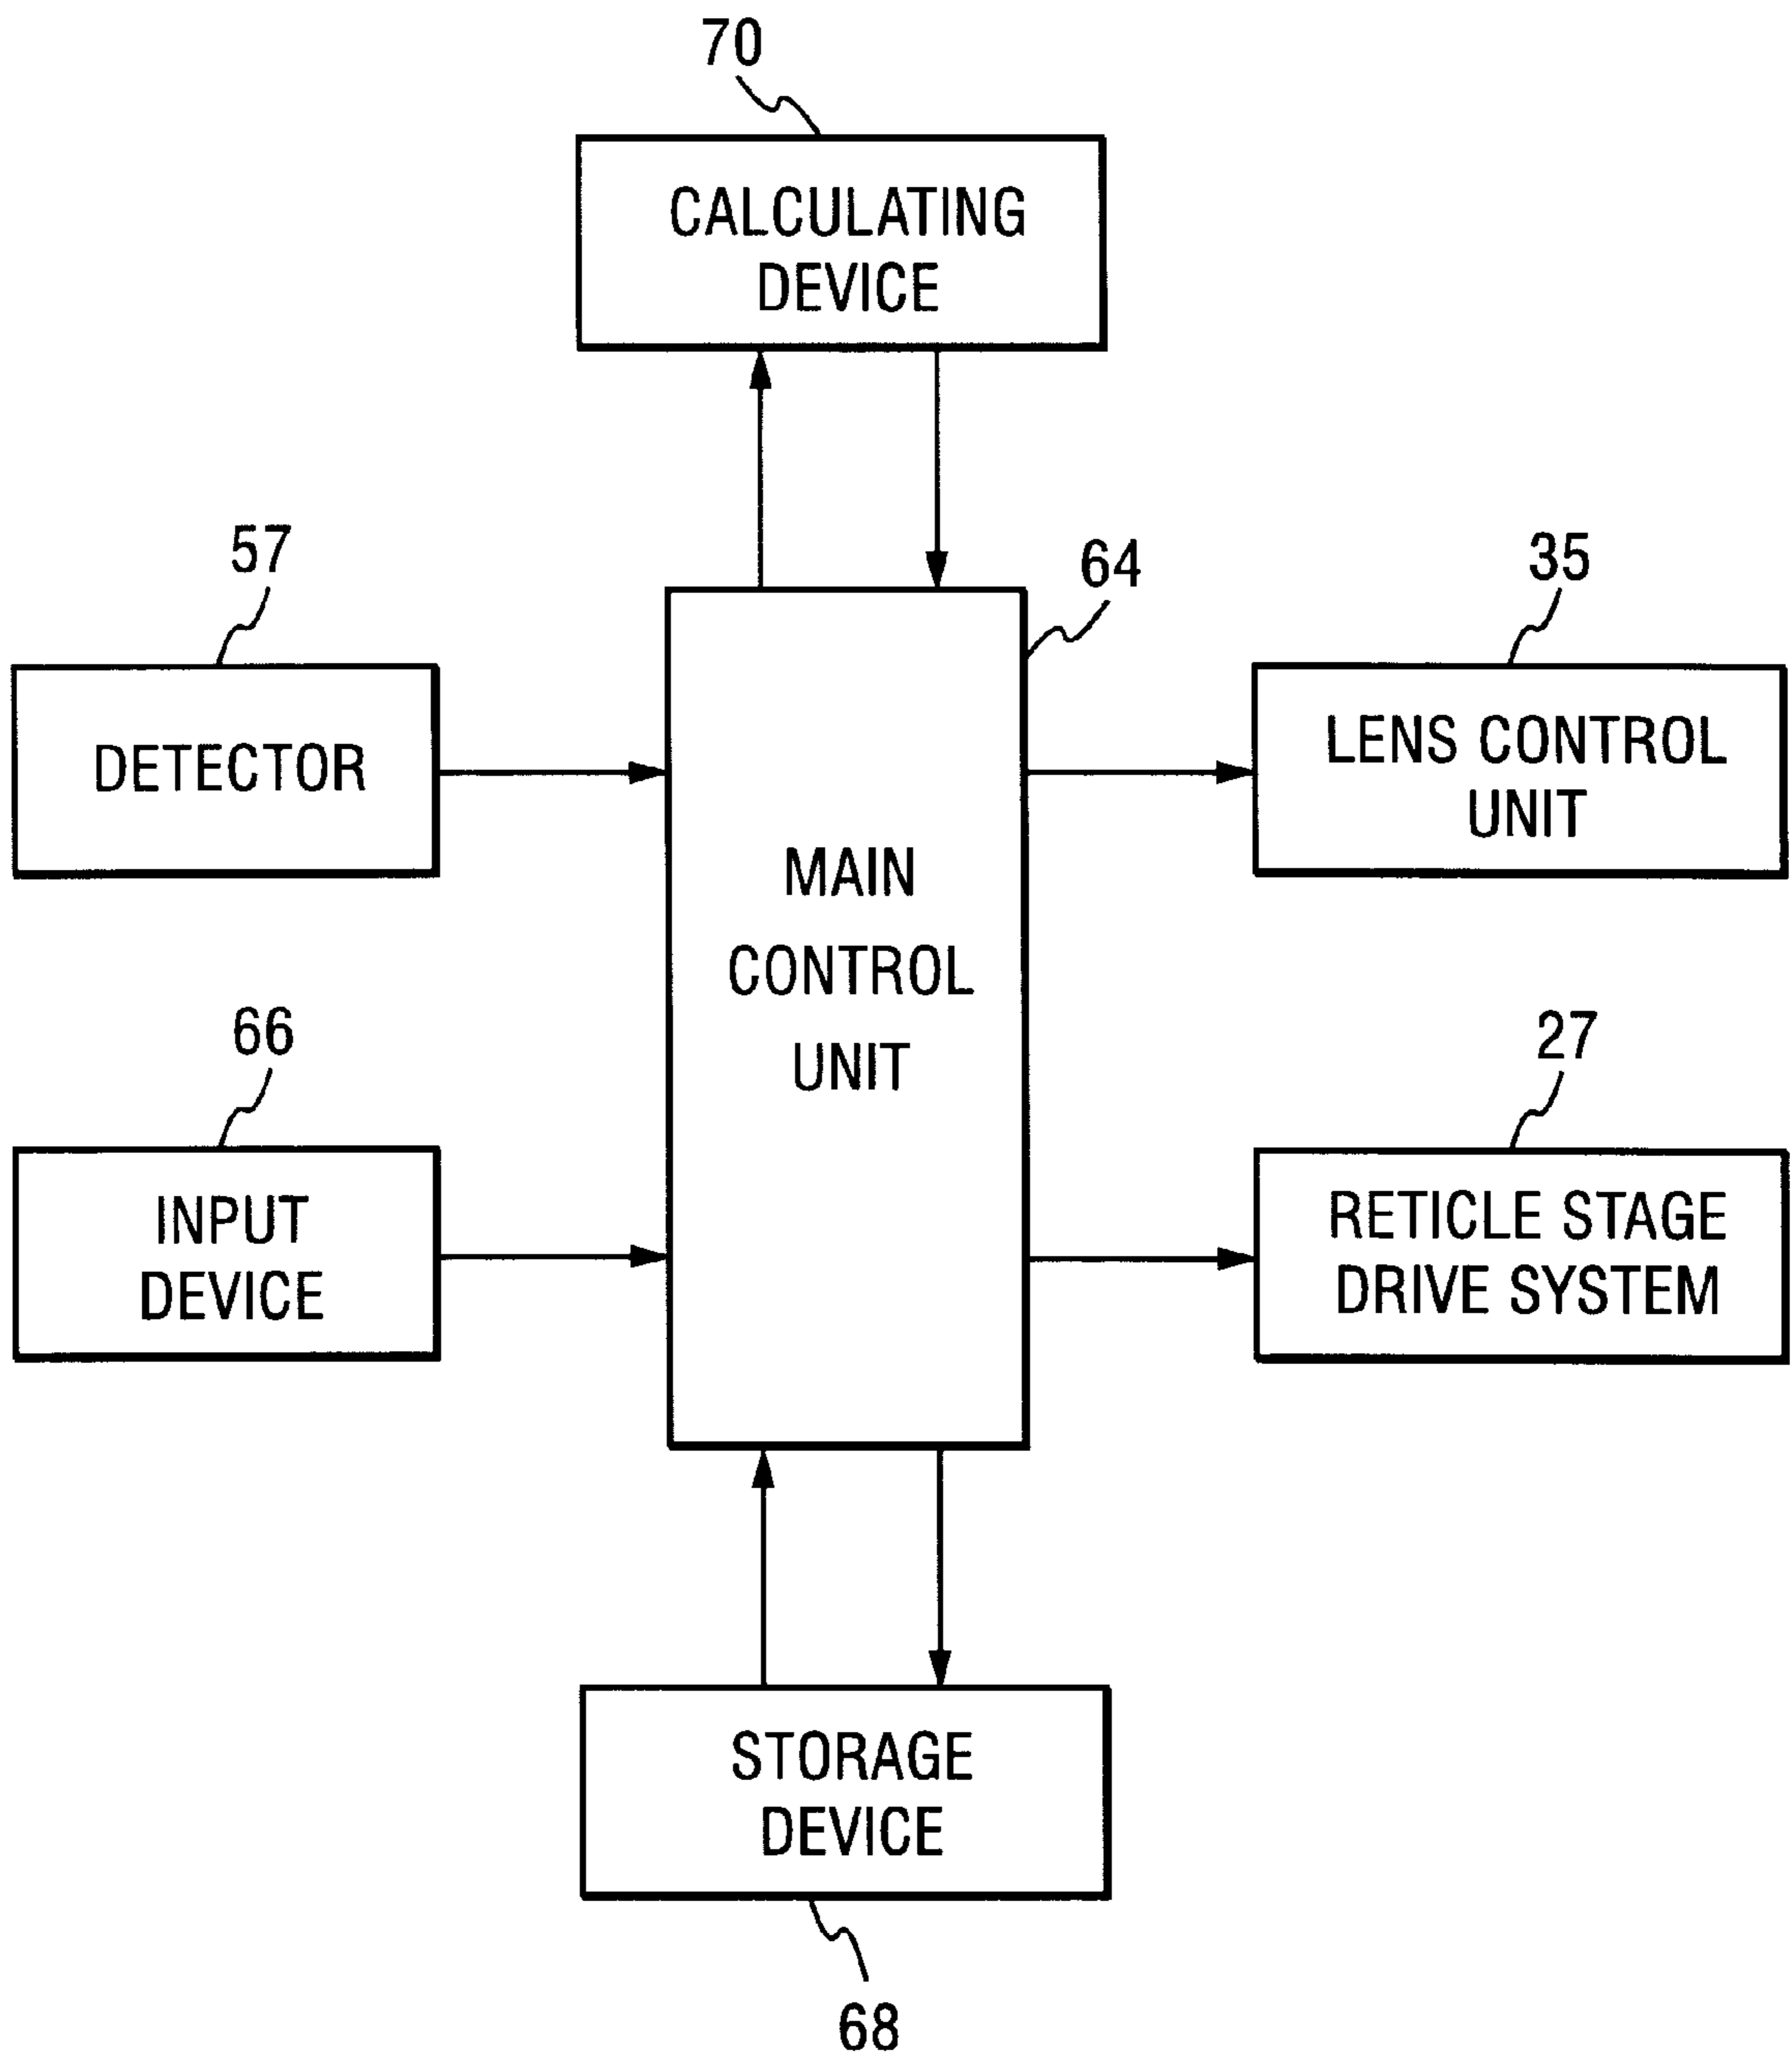 70
CALCULATING
DEVICE
57
64
35
DETECTOR
LENS CONTROL
UNIT
MAIN
CONTROL
UNIT
66
27
INPUT
DEVICE
RETICLE STAGE
DRIVE SYSTEM
STORAGE
DEVICE
68